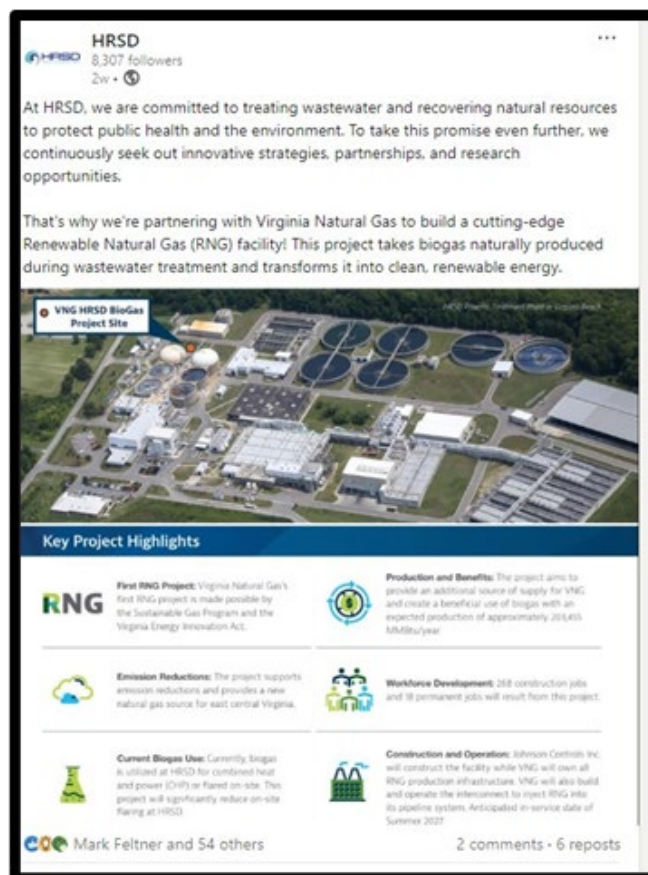 HRSD
HRSD
8,307 followers
2w •
At HRSD, we are committed to treating wastewater and recovering natural resources
to protect public health and the environment. To take this promise even further, we
continuously seek out innovative strategies, partnerships, and research
opportunities.
That's why we're partnering with Virginia Natural Gas to build a cutting-edge
Renewable Natural Gas (RNG) facility! This project takes biogas naturally produced
during wastewater treatment and transforms it into clean, renewable energy.
VNG HRSD BioGas
Project Site
Key Project Highlights
RNG
First RNG Project: Virginia Natural Gas's
first RNG project is made possible by
the Sustainable Gas Program and the
Virginia Energy Innovation Act.
Production and Benefits: The project aims to
provide an additional source of supply for VNG
and create a beneficial use of biogas with an
expected production of approximately
MMBtu/year.
Emission Reductions: The project supports
emission reductions and provides a new
natural gas source for east central Virginia.
Workforce Development: 268 construction jobs
and 18 permanent jobs will result from this project.
Current Biogas Use: Currently, biogas
is utilized at HRSD for combined heat
and power (CHP) or flared on-site. This
project will significantly reduce on-site
flaring at HRSD.
Construction and Operation: Johnson Controls Inc.
will construct the facility while VNG will own all
RNG production infrastructure. VNG will also build
and operate the interconnect to inject RNG into
its pipeline system. Anticipated in-service date of
Summer 2027
Mark Feltner and 54 others
2 comments • 6 reposts